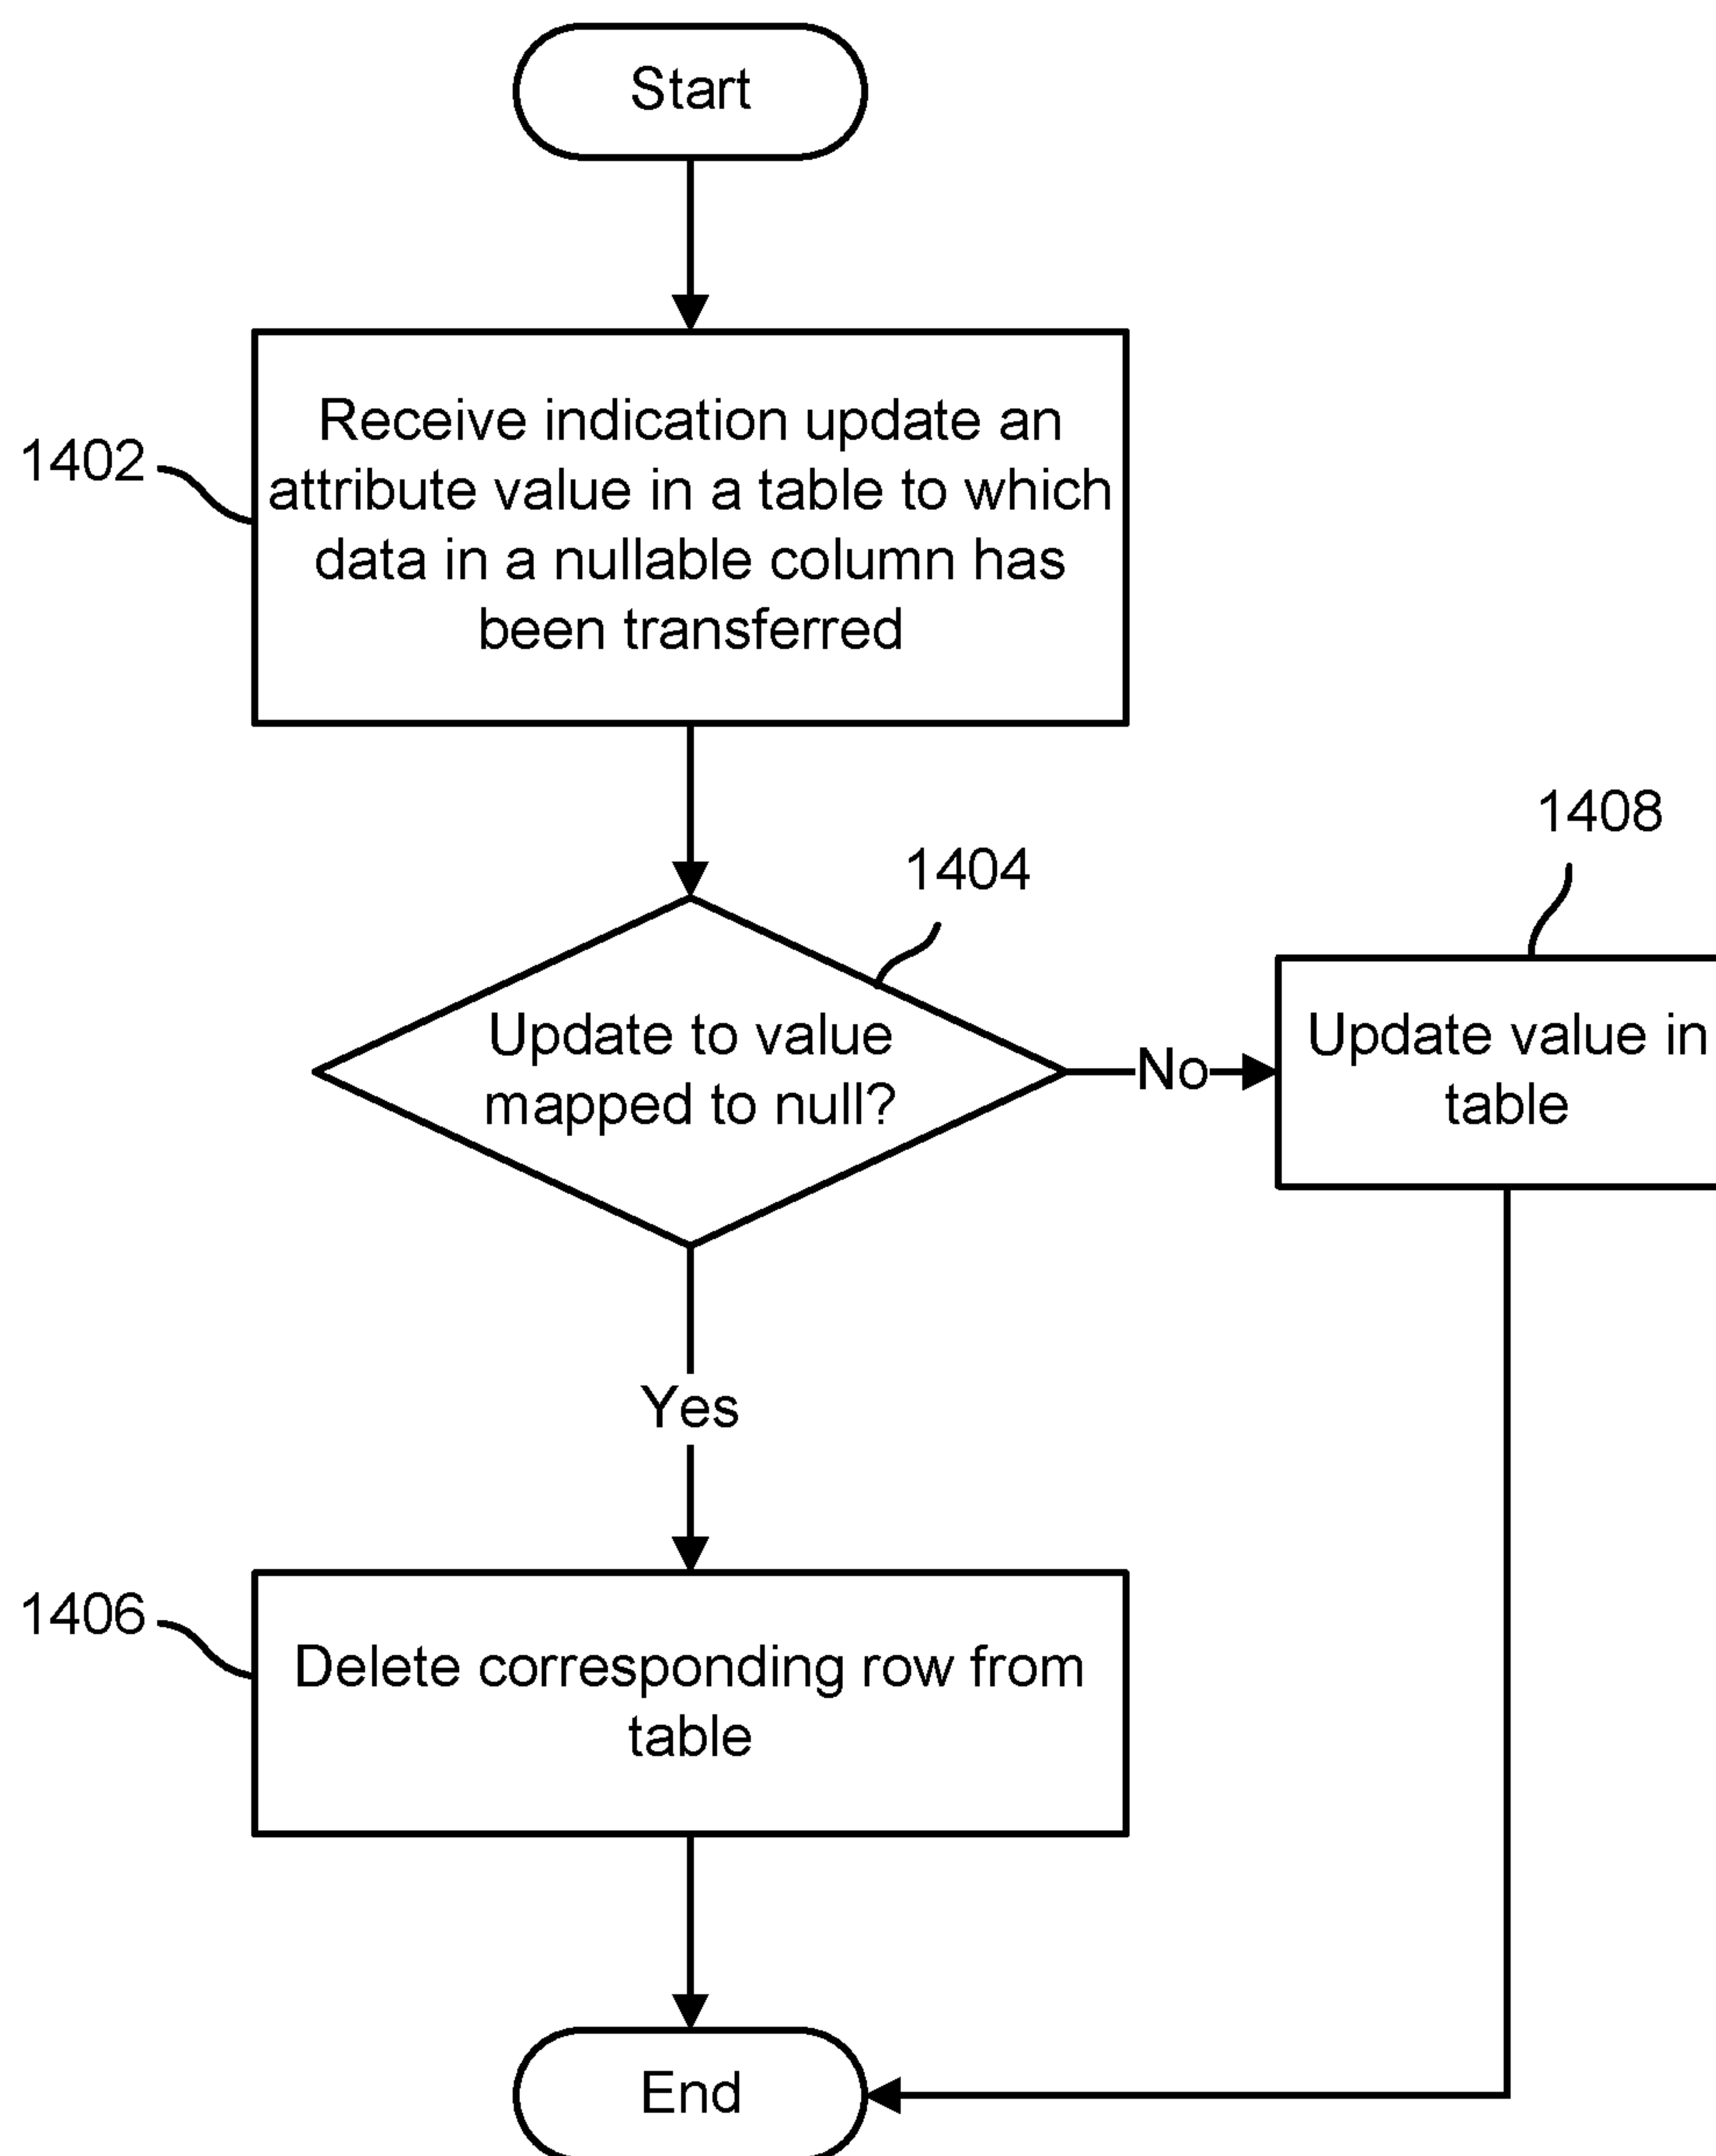 Start
1402
Receive indication update an
attribute value in a table to which
data in a nullable column has
been transferred
1404
1408
Update to value
mapped to null?
No
Update value in
table
Yes
1406
Delete corresponding row from
table
End